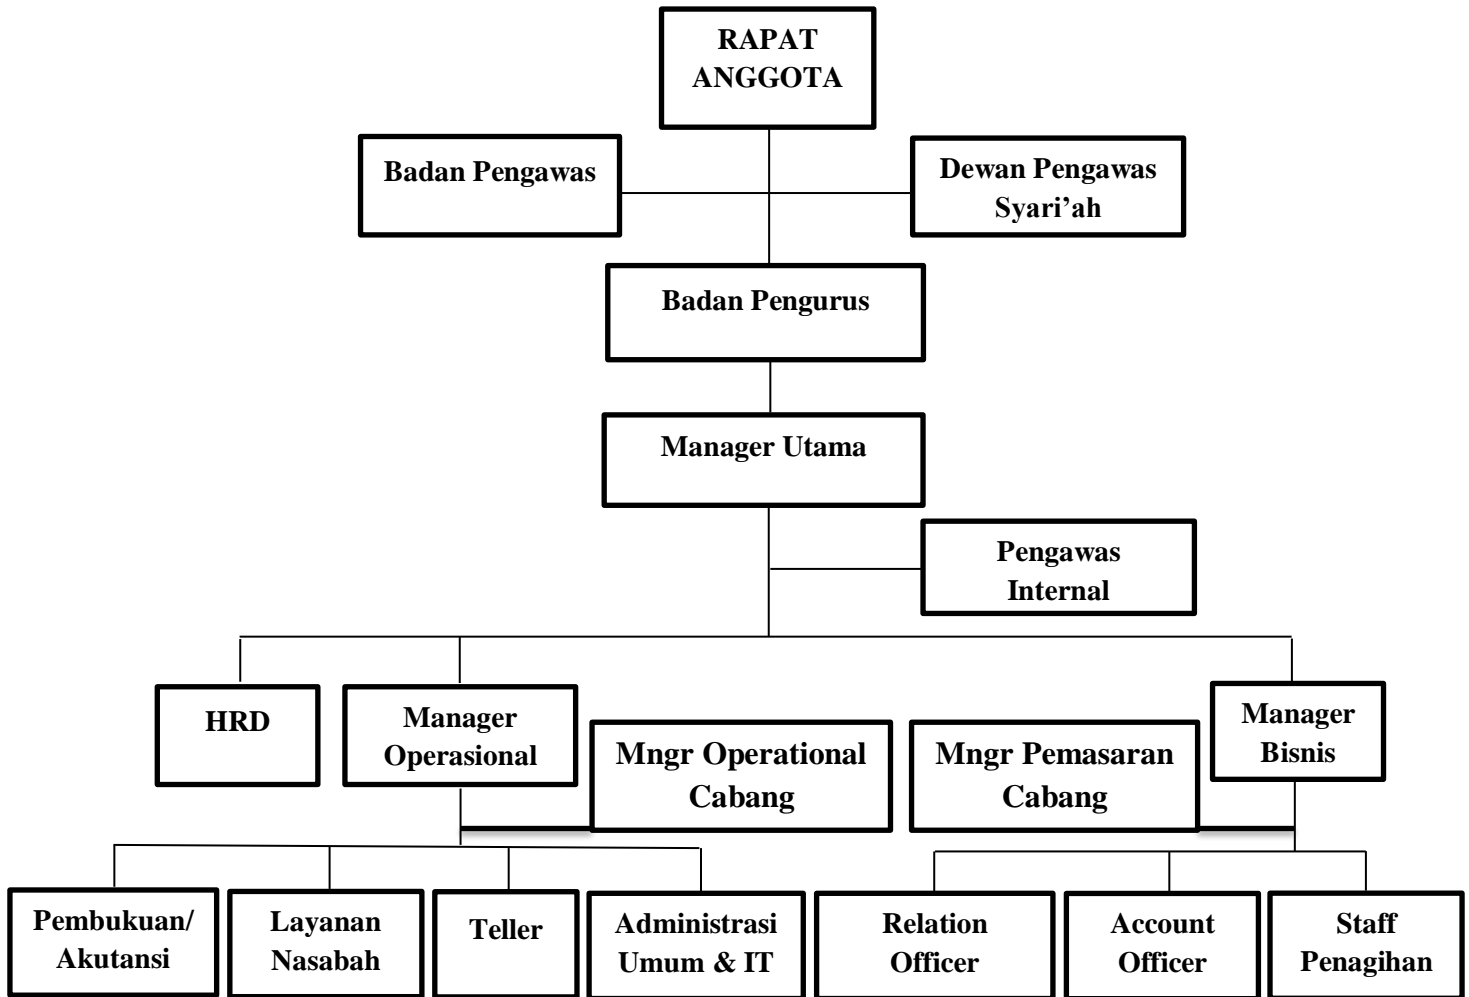 RAPAT
ANGGOTA
Badan Pengawas
Dewan Pengawas
Syari’ah
Badan Pengurus
Manager Utama
Pengawas
Internal
HRD
Manager
Operasional
Mngr Operational
Cabang
Mngr Pemasaran
Cabang
Manager
Bisnis
Pembukuan/
Akutansi
Layanan
Nasabah
Teller
Administrasi
Umum & IT
Relation
Officer
Account
Officer
Staff
Penagihan